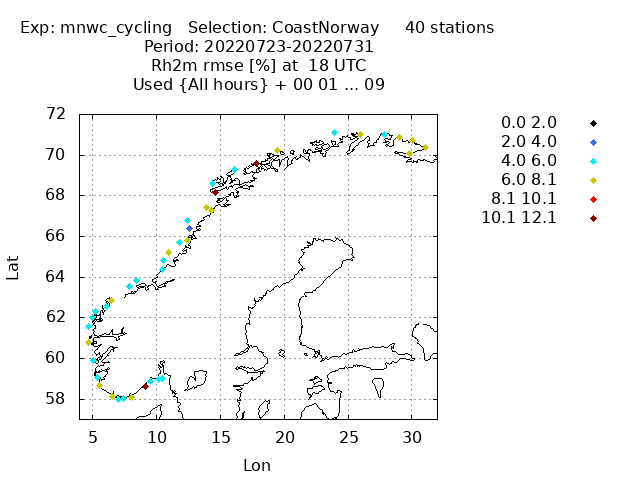 Exp: mnwc_cycling   Selection: CoastNorway     40 stations
Period: 20220723-20220731
Rh2m rmse [%] at  18 UTC
Used {All hours} + 00 01 ... 09
72
70
68
66
64
62
60
58
5 10 15 20 25 30
Lat
Lon
0.0 2.0
2.0 4.0
4.0 6.0
6.0 8.1
8.1 10.1
10.1 12.1